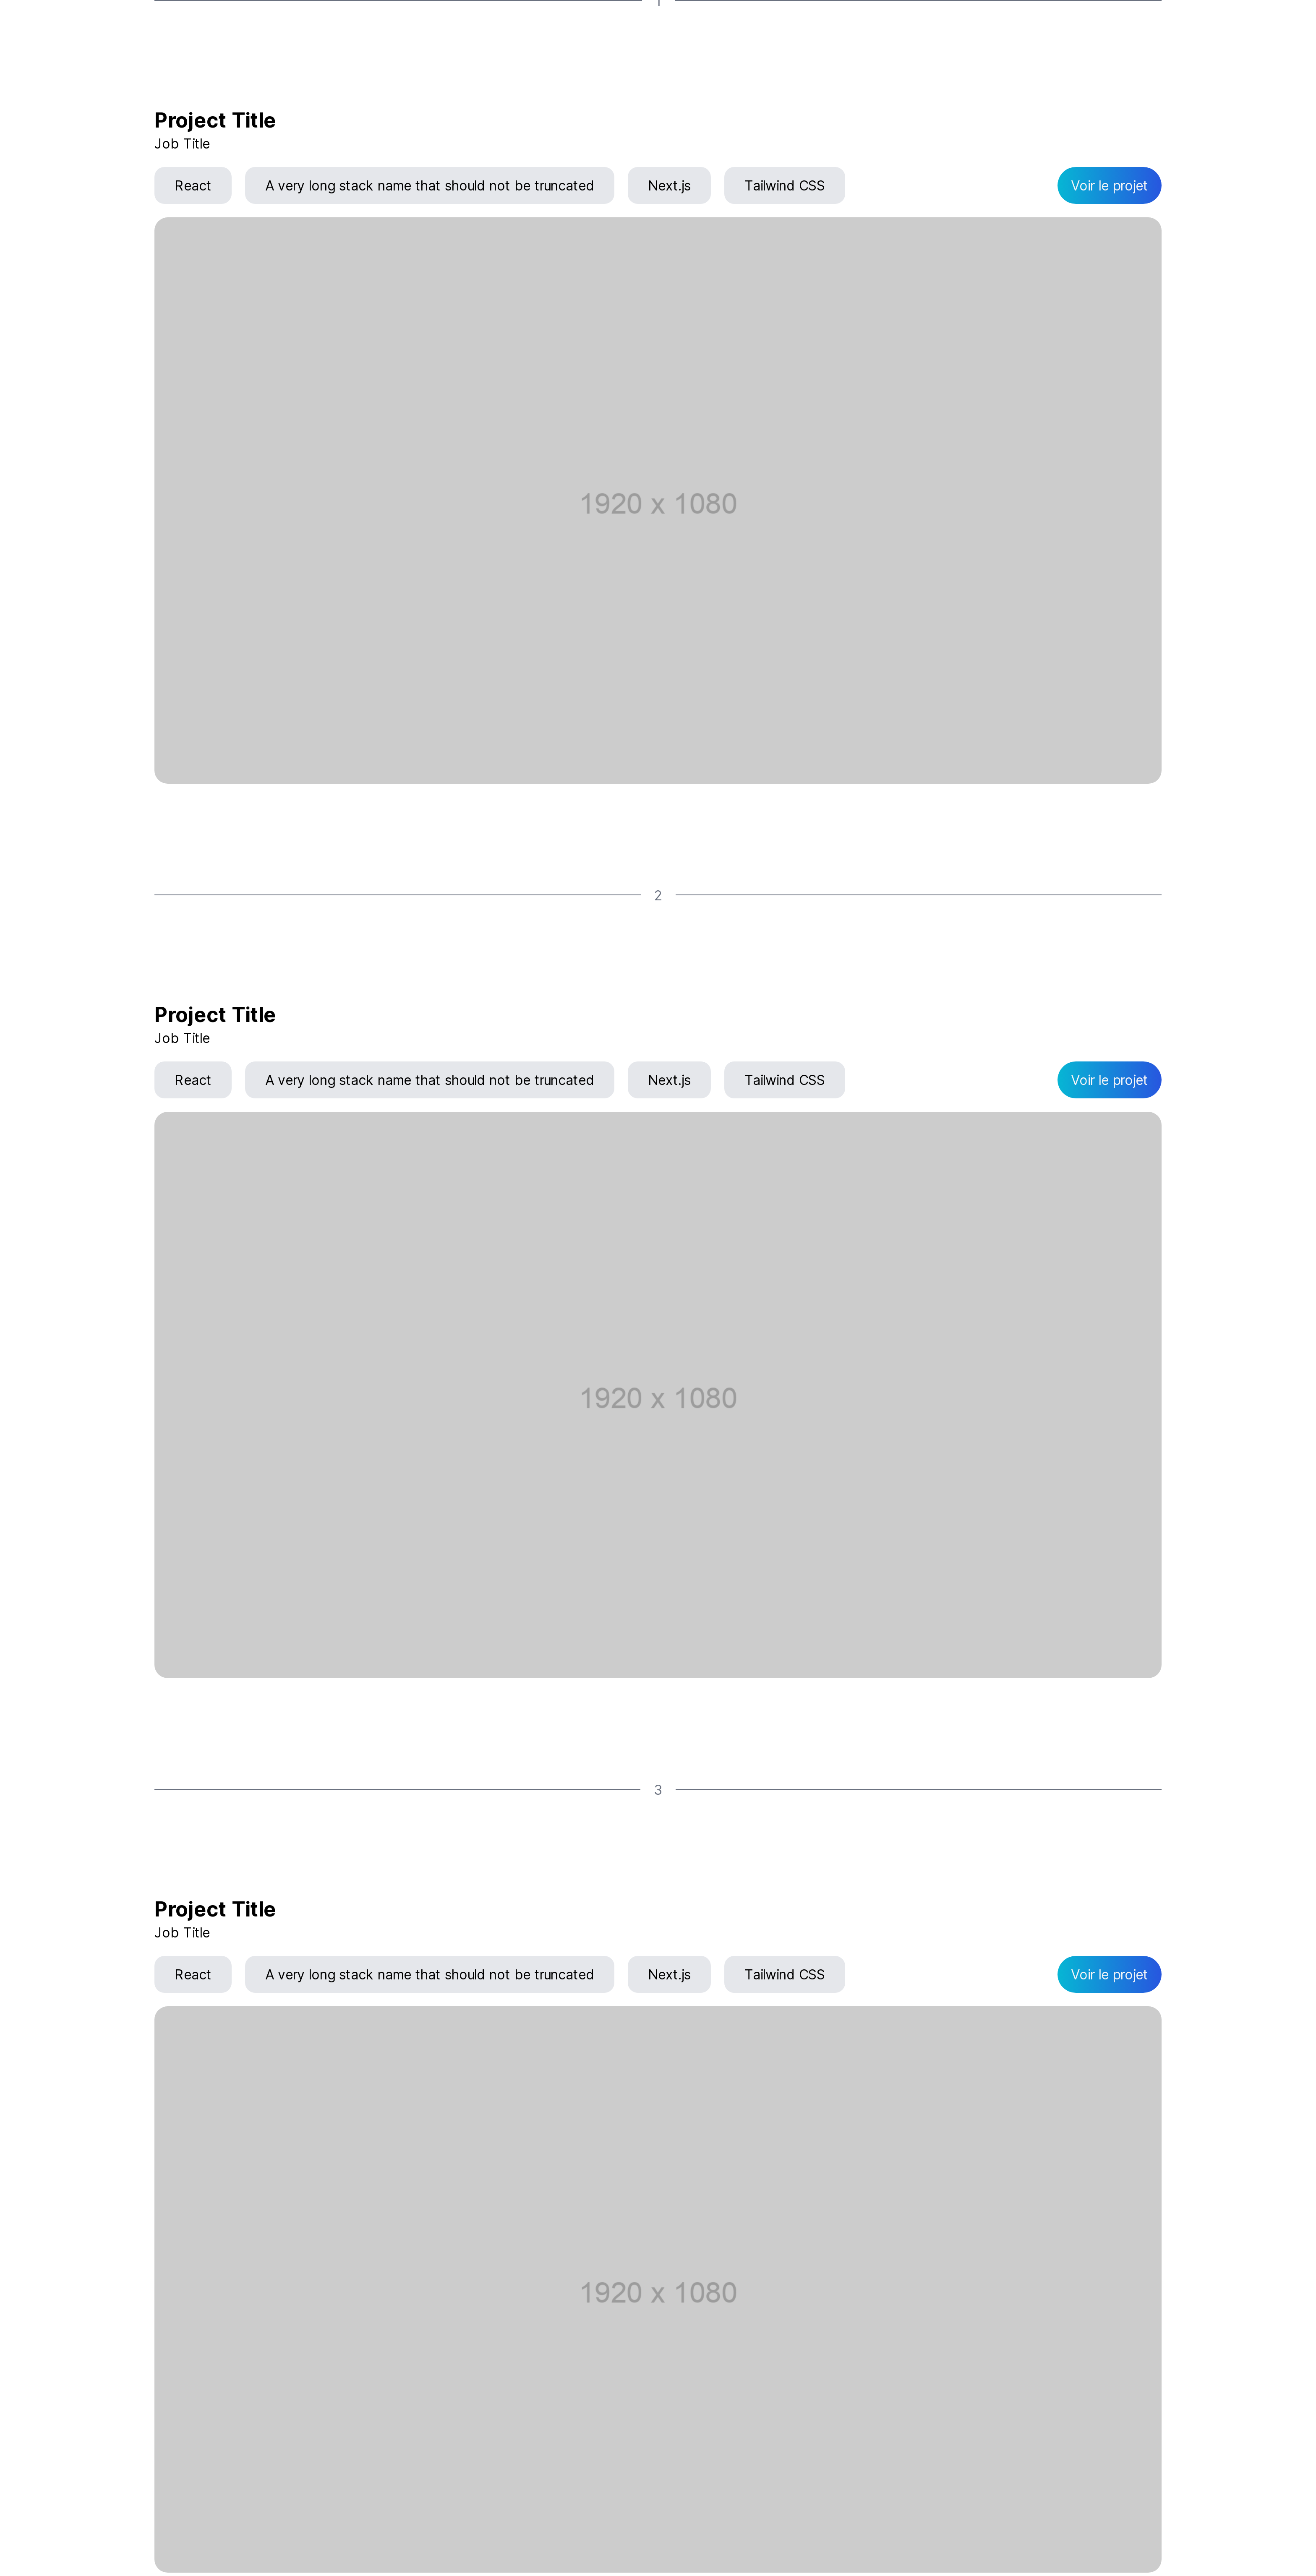 Project Title
Job Title
React A very long stack name that should not be truncated Next.js Tailwind CSS Voir le projet
1920 x 1080
2
Project Title
Job Title
React A very long stack name that should not be truncated Next.js Tailwind CSS Voir le projet
1920 x 1080
3
Project Title
Job Title
React A very long stack name that should not be truncated Next.js Tailwind CSS Voir le projet
1920 x 1080